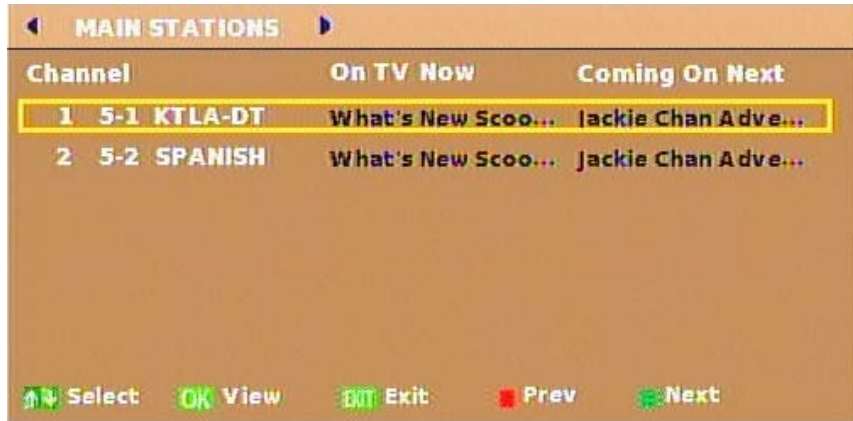 MAIN STATIONS
Channel On TV Now Coming On Next
1 5-1 KTLA-DT What's New Scoo... Jackie Chan Adve...
2 5-2 SPANISH What's New Scoo... Jackie Chan Adve...
Select OK View EXIT Exit Prev Next